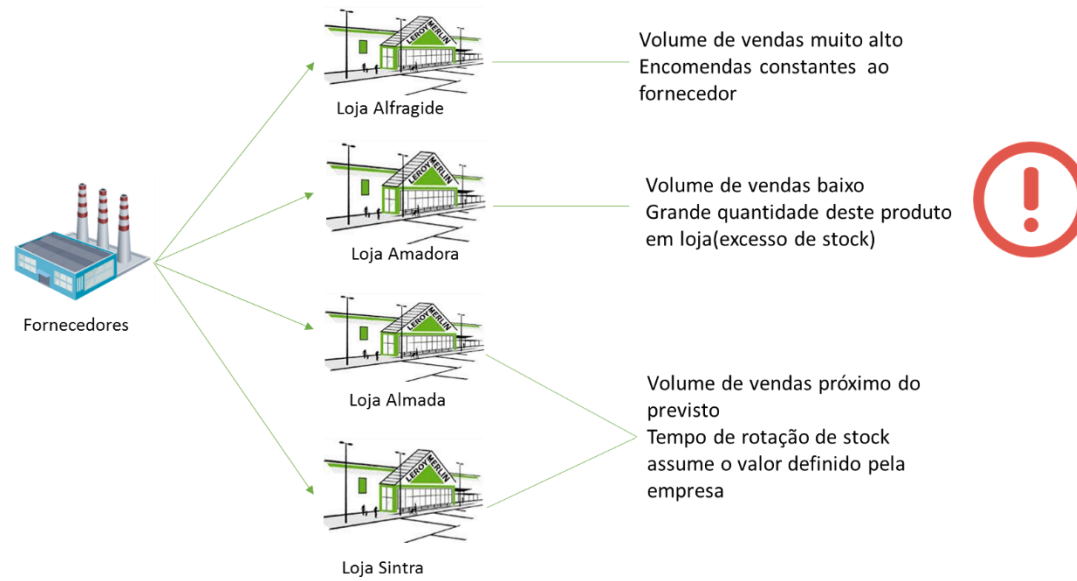 LEROY MERLIN
Loja Alfragide
Volume de vendas muito alto
Encomendas constantes ao
fornecedor
LEROY MERLIN
Loja Amadora
Volume de vendas baixo
Grande quantidade deste produto
em loja(excesso de stock)
Fornecedores
LEROY MERLIN
Loja Almada
Volume de vendas próximo do
previsto
Tempo de rotação de stock
assume o valor definido pela
empresa
LEROY MERLIN
Loja Sintra